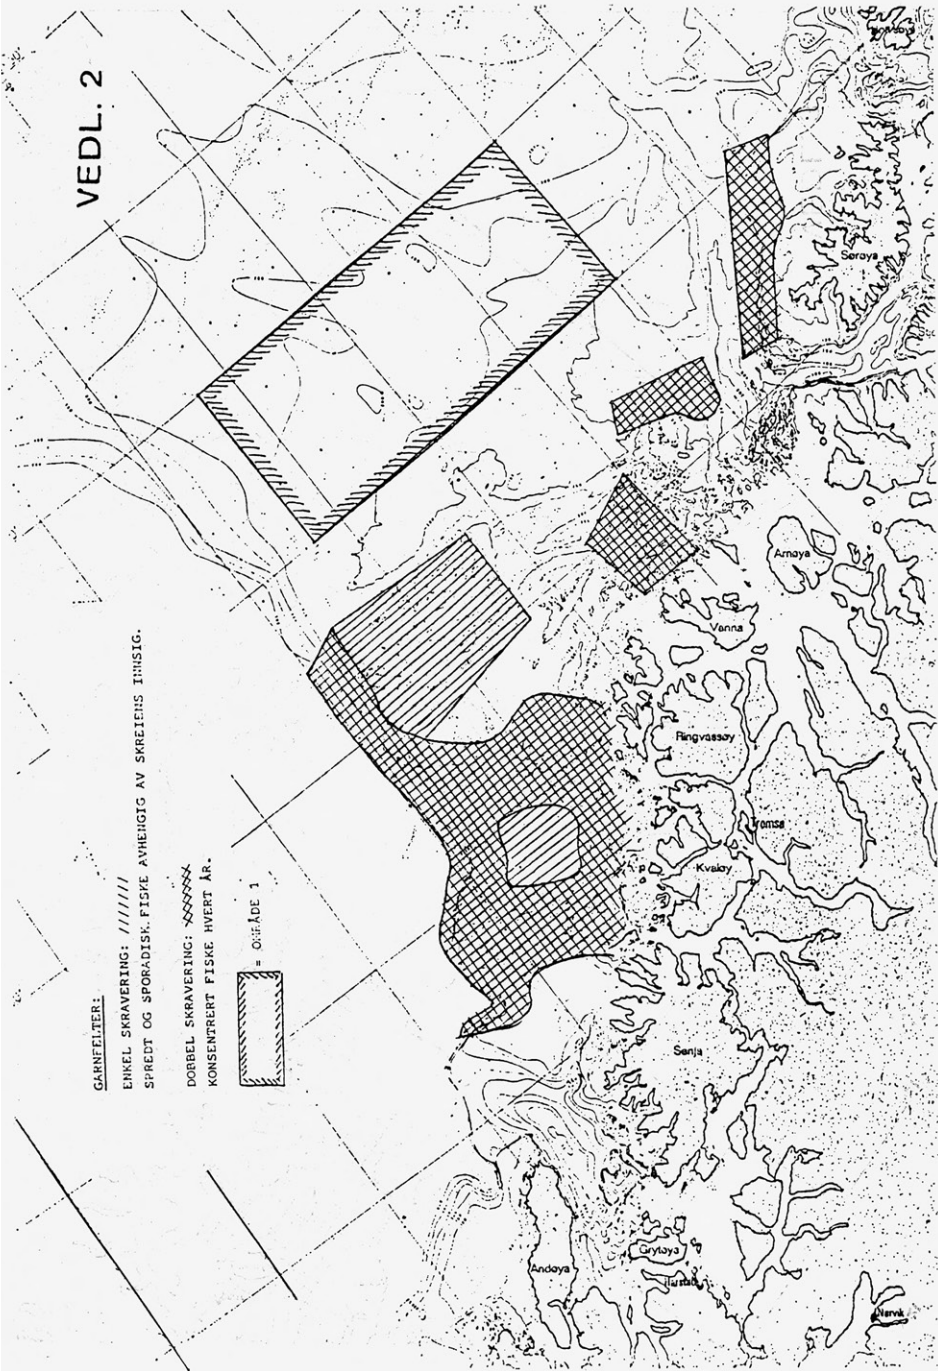 VEDL. 2
GARNFELTER:
ENKEL SKRAVERING: ///////
SPREDT OG SPORADISK FISKE AVHENGIG AV SKREIENS INNSIG.
DOBBEL SKRAVERING: XXXXXXX
KONSENTRERT FISKE HVERT ÅR.
= OMRÅDE 1
Sørøya
Arnøya
Vanna
Ringvassøy
Tromsø
Kvaløy
Senja
Andøya
Grytøya
Narvik